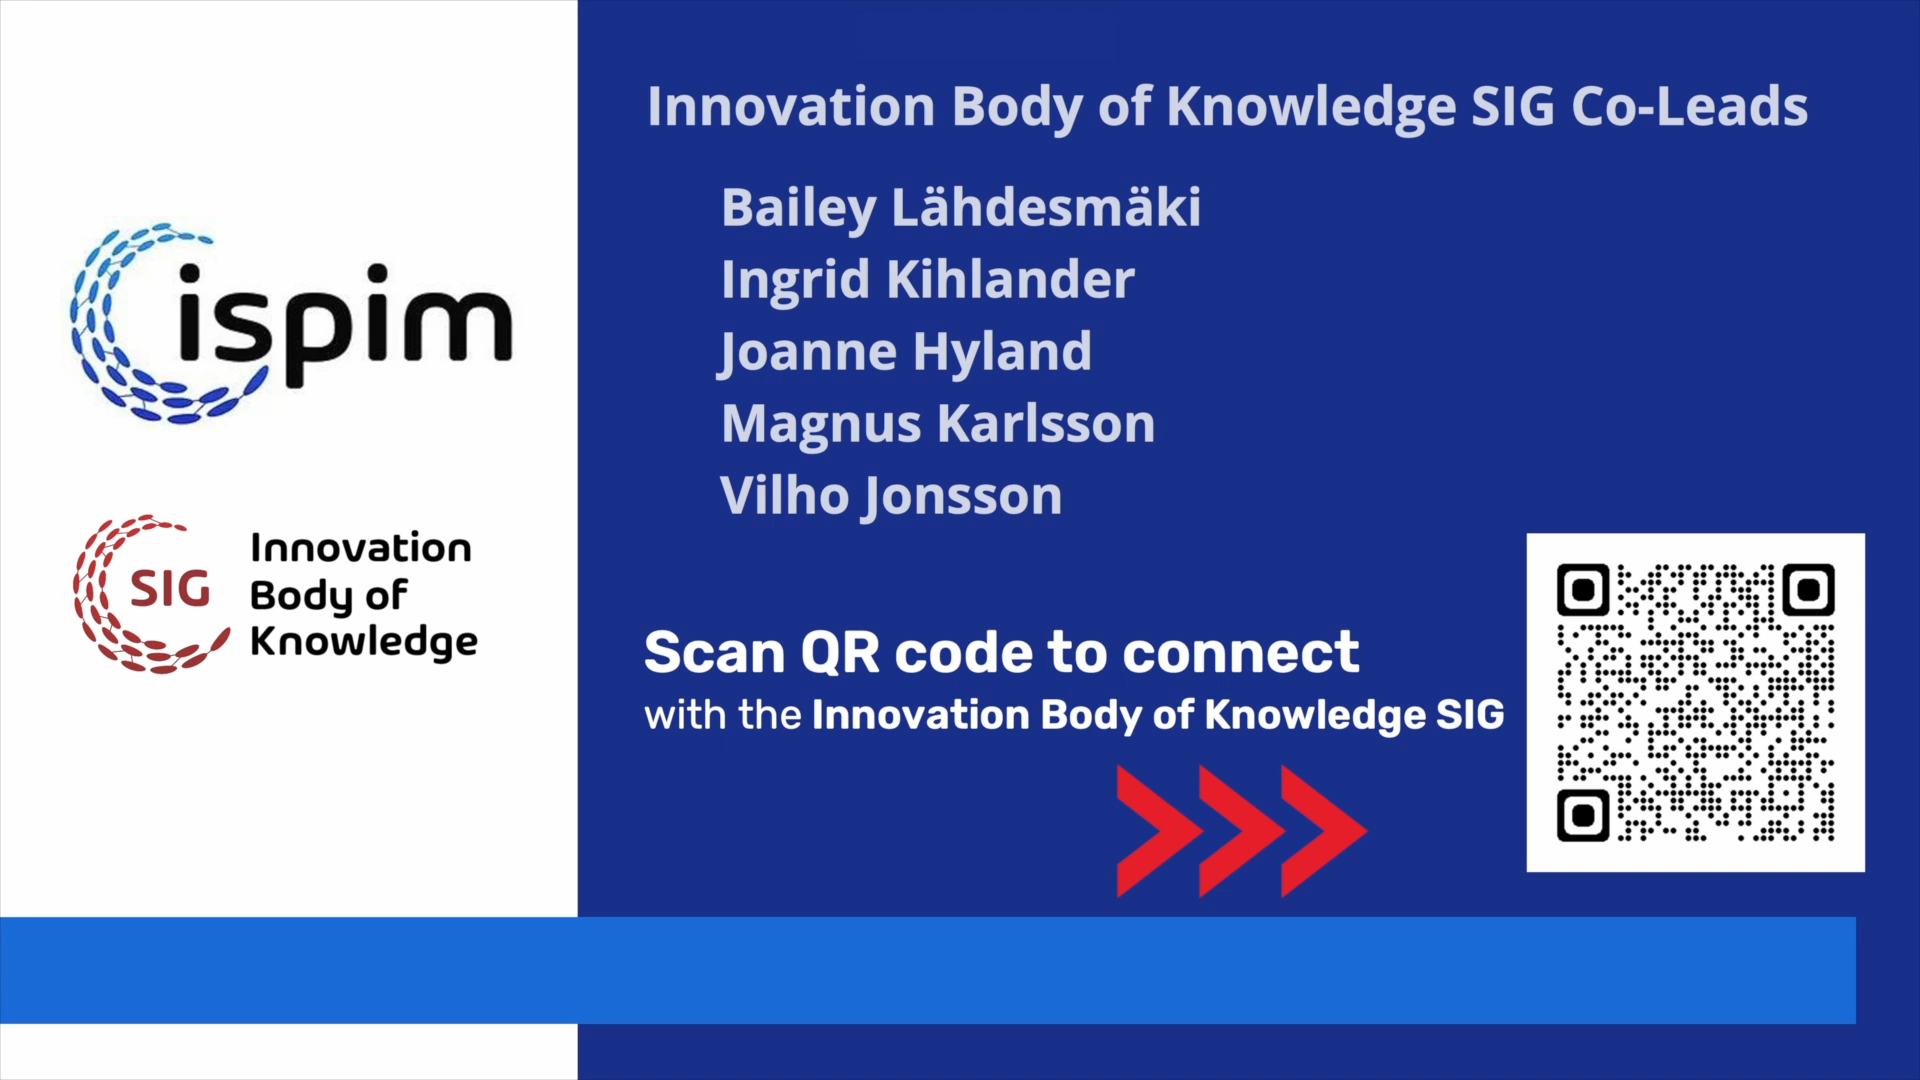 ispim
SIG
Innovation
Body of
Knowledge
Innovation Body of Knowledge SIG Co-Leads
Bailey Lähdesmäki
Ingrid Kihlander
Joanne Hyland
Magnus Karlsson
Vilho Jonsson
Scan QR code to connect
with the Innovation Body of Knowledge SIG